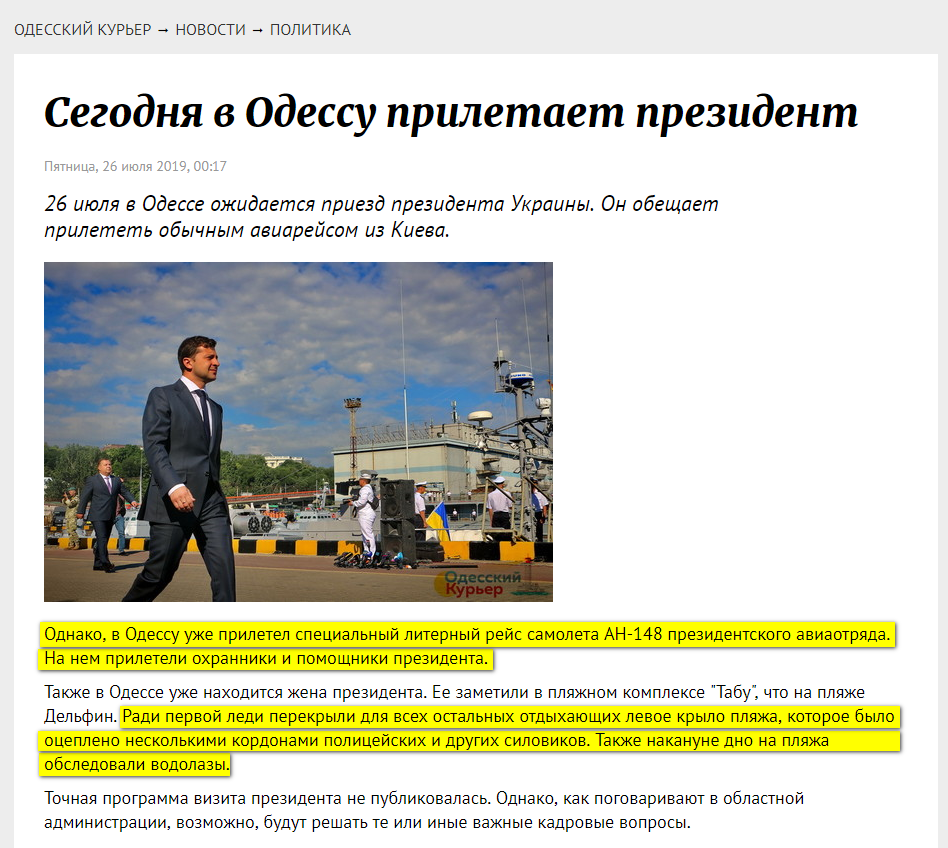 ОДЕССКИЙ КУРЬЕР → НОВОСТИ → ПОЛИТИКА
Сегодня в Одессу прилетает президент
Пятница, 26 июля 2019, 00:17
26 июля в Одессе ожидается приезд президента Украины. Он обещает
прилететь обычным авиарейсом из Киева.
Одесский
Курьер
Однако, в Одессу уже прилетел специальный литерный рейс самолета АН-148 президентского авиаотряда.
На нем прилетели охранники и помощники президента.
Также в Одессе уже находится жена президента. Ее заметили в пляжном комплексе "Табу", что на пляже
Дельфин. Ради первой леди перекрыли для всех остальных отдыхающих левое крыло пляжа, которое было
оцеплено несколькими кордонами полицейских и других силовиков. Также накануне дно на пляжа
обследовали водолазы.
Точная программа визита президента не публиковалась. Однако, как поговаривают в областной
администрации, возможно, будут решать те или иные важные кадровые вопросы.